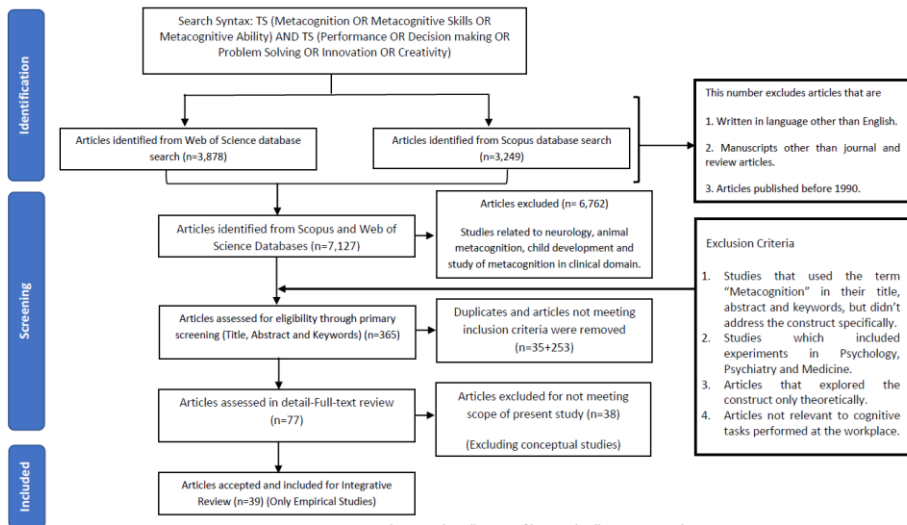 Search Syntax: TS (Metacognition OR Metacognitive Skills OR
Metacognitive Ability) AND TS (Performance OR Decision making OR
Problem Solving OR Innovation OR Creativity)
Identification
This number excludes articles that are
1. Written in language other than English.
2. Manuscripts other than journal and
review articles.
3. Articles published before 1990.
Articles identified from Web of Science database
search (n=3,878)
Articles identified from Scopus database search
(n=3,249)
Screening
Articles identified from Scopus and Web of
Science Databases (n=7,127)
Articles excluded (n= 6,762)
Studies related to neurology, animal
metacognition, child development and
study of metacognition in clinical domain.
Exclusion Criteria
1. Studies that used the term
"Metacognition" in their title,
abstract and keywords, but didn't
address the construct specifically.
2. Studies which included
experiments in Psychology,
Psychiatry and Medicine.
3. Articles that explored the
construct only theoretically.
4. Articles not relevant to cognitive
tasks performed at the workplace.
Articles assessed for eligibility through primary
screening (Title, Abstract and Keywords) (n=365)
Duplicates and articles not meeting
inclusion criteria were removed
(n=35+253)
Articles assessed in detail-Full-text review
(n=77)
Articles excluded for not meeting
scope of present study (n=38)
(Excluding conceptual studies)
Included
Articles accepted and included for Integrative
Review (n=39) (Only Empirical Studies)